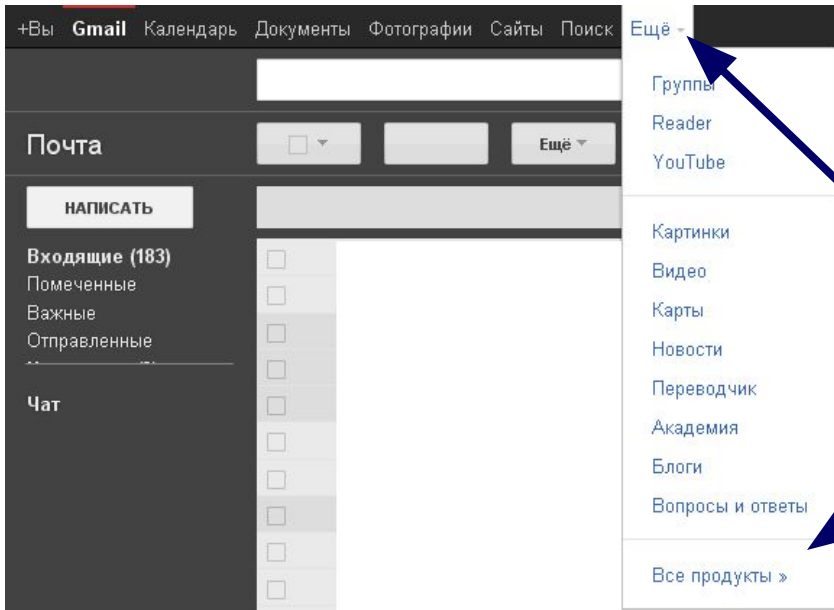 +Вы Gmail Календарь Документы Фотографии Сайты Поиск Ещё
Группы
Reader
YouTube
Почта
Ещё
НАПИСАТЬ
Входящие (183)
Помеченные
Важные
Отправленные
Чат
Картинки
Видео
Карты
Новости
Переводчик
Академия
Блоги
Вопросы и ответы
Все продукты »